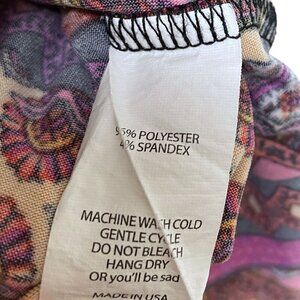 % POLYESTER
4% SPANDEX
MACHINE WASH COLD
GENTLE CYCLE
DO NOT BLEACH
HANG DRY
OR you'll be sad
MADE IN USA